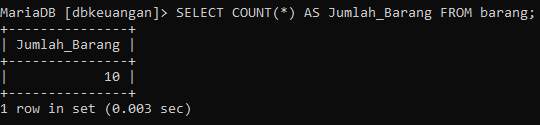 MariaDB [dbkeuangan]> SELECT COUNT(*) AS Jumlah_Barang FROM barang;
+---------------+
| Jumlah_Barang |
+---------------+
|            10 |
+---------------+
1 row in set (0.003 sec)